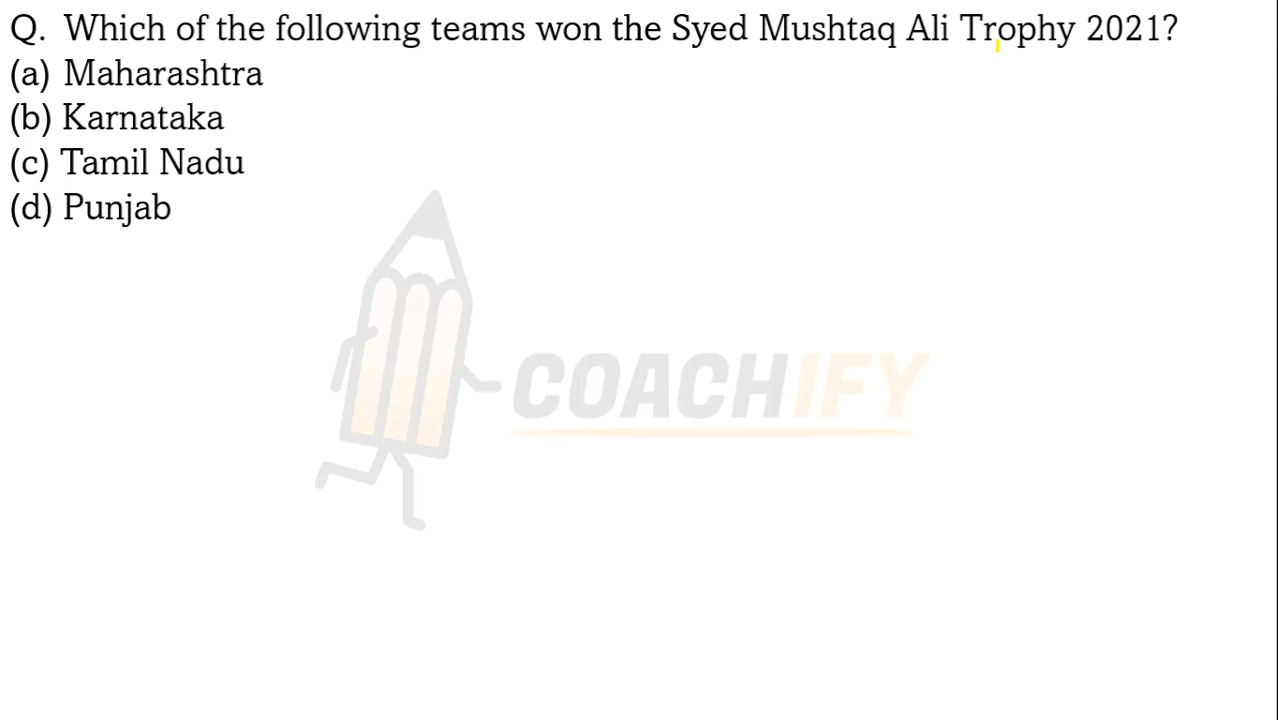 Q. Which of the following teams won the Syed Mushtaq Ali Trophy 2021?
(a) Maharashtra
(b) Karnataka
(c) Tamil Nadu
(d) Punjab
COACHIFY